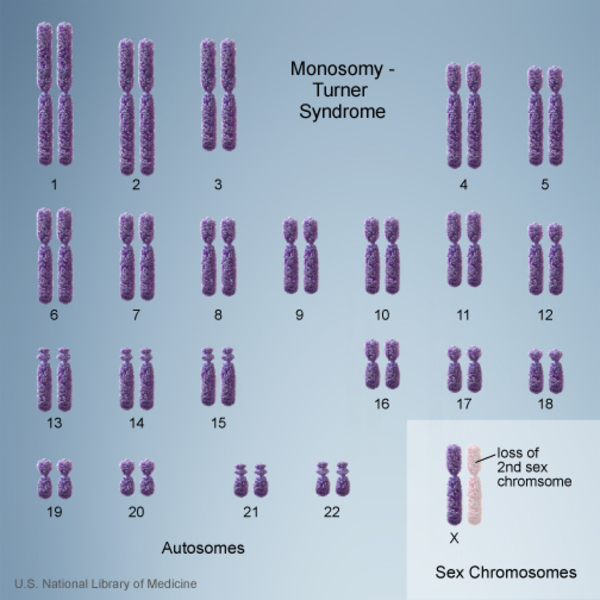 Monosomy -
Turner
Syndrome
1
2
3
4
5
6
7
8
9
10
11
12
13
14
15
16
17
18
19
20
21
22
loss of
2nd sex
chromsome
X
Autosomes
Sex Chromosomes
U.S. National Library of Medicine